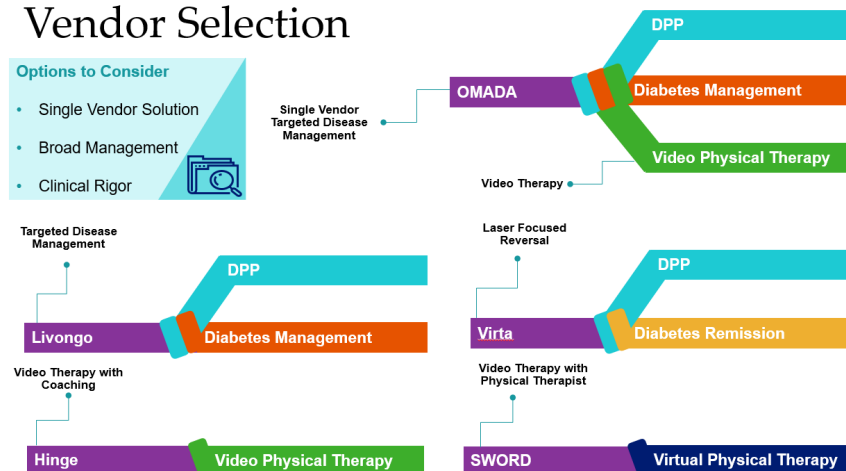 Vendor Selection
Options to Consider
• Single Vendor Solution
• Broad Management
• Clinical Rigor
Single Vendor
Targeted Disease
Management
OMADA
DPP
Diabetes Management
Video Physical Therapy
Video Therapy
Targeted Disease
Management
Livongo
DPP
Diabetes Management
Laser Focused
Reversal
Virta
DPP
Diabetes Remission
Video Therapy with
Coaching
Hinge
Video Physical Therapy
Video Therapy with
Physical Therapist
SWORD
Virtual Physical Therapy